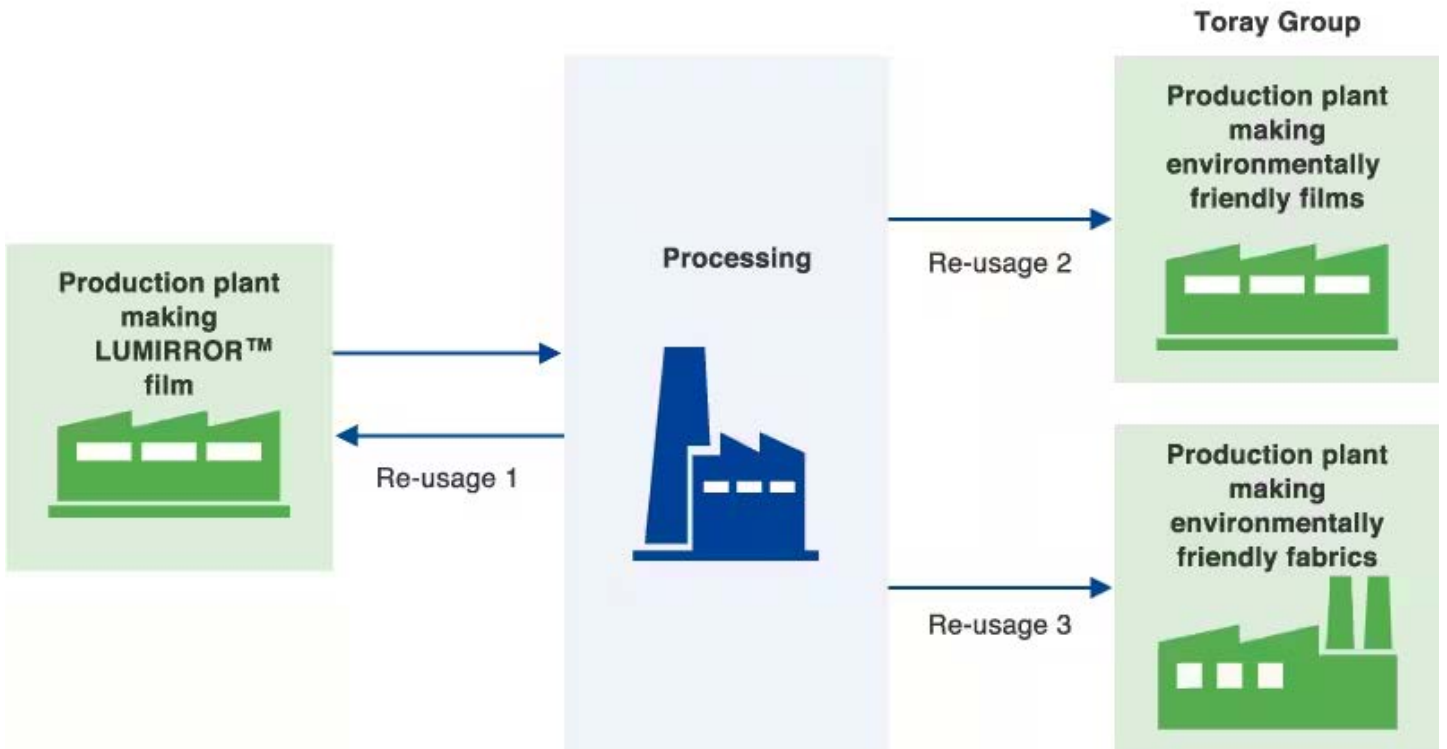 Toray Group
Production plant
making
LUMIRROR™
film
Re-usage 1
Processing
Re-usage 2
Re-usage 3
Production plant
making
environmentally
friendly films
Production plant
making
environmentally
friendly fabrics